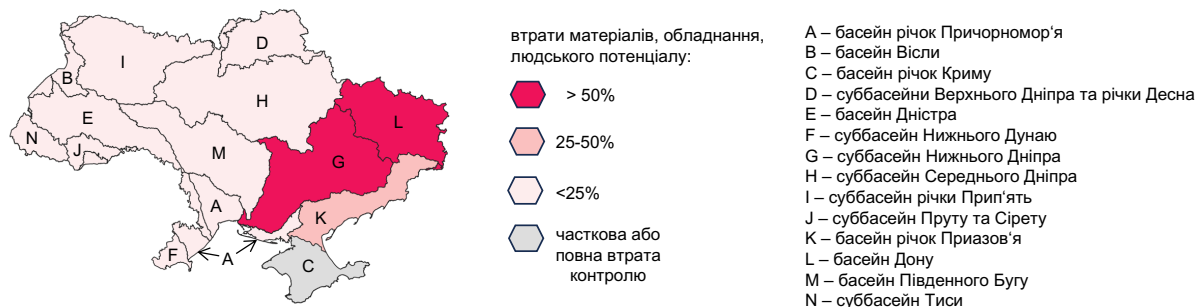 D
I
B
H
E
L
N
J
M
G
A
K
F
A
C
втрати матеріалів, обладнання,
людського потенціалу:
> 50%
25-50%
<25%
часткова або
повна втрата
контролю
A – басейн річок Причорномор‘я
B – басейн Вісли
C – басейн річок Криму
D – суббасейни Верхнього Дніпра та річки Десна
E – басейн Дністра
F – суббасейн Нижнього Дунаю
G – суббасейн Нижнього Дніпра
H – суббасейн Середнього Дніпра
I – суббасейн річки Прип‘ять
J – суббасейн Пруту та Сірету
K – басейн річок Приазов‘я
L – басейн Дону
M – басейн Південного Бугу
N – суббасейн Тиси